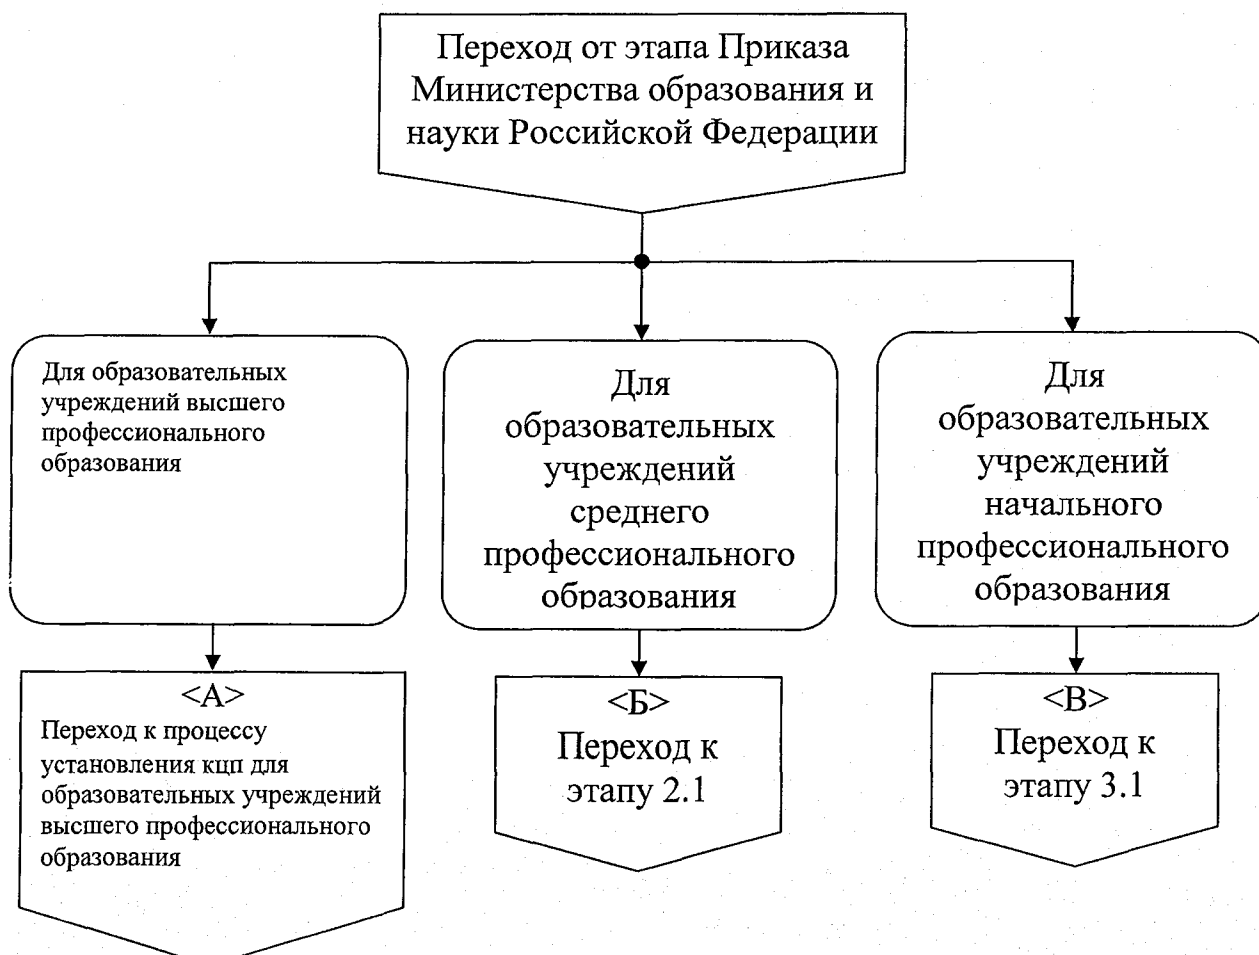 Переход от этапа Приказа
Министерства образования и
науки Российской Федерации
Для образовательных
учреждений высшего
профессионального
образования
Для
образовательных
учреждений
среднего
профессионального
образования
Для
образовательных
учреждений
начального
профессионального
образования
<А>
Переход к процессу
установления кцп для
образовательных учреждений
высшего профессионального
образования
<Б>
Переход к
этапу 2.1
<В>
Переход к
этапу 3.1